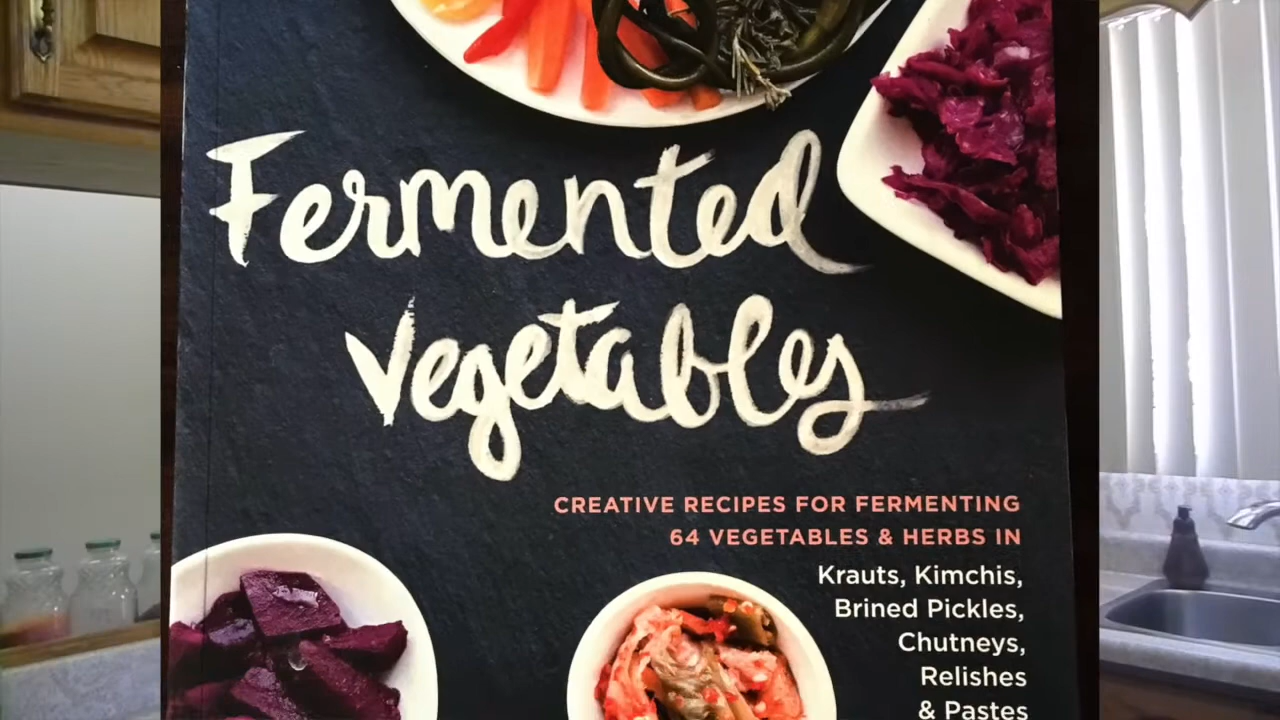 Fermented
Vegetables
CREATIVE RECIPES FOR FERMENTING
64 VEGETABLES & HERBS IN
Krauts, Kimchis,
Brined Pickles,
Chutneys,
Relishes
& Pastes